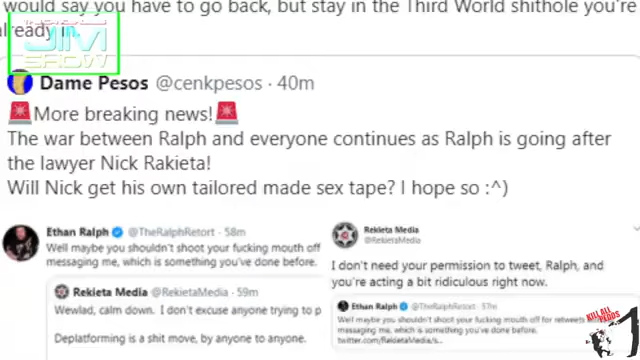 would say you have to go back, but stay in the Third World shithole you're
already in.
JIM
SHOW
Dame Pesos @cenkpesos · 40m
🚨More breaking news!🚨
The war between Ralph and everyone continues as Ralph is going after
the lawyer Nick Rakieta!
Will Nick get his own tailored made sex tape? I hope so :^)
Ethan Ralph @TheRalphRetort · 58m
Well maybe you shouldn't shoot your fucking mouth off
messaging me, which is something you've done before.
Rekieta Media @RekietaMedia · 59m
Wewlad, calm down. I don't excuse anyone trying to p
Deplatforming is a shit move, by anyone to anyone.
Rekieta Media
@RekietaMedia
I don't need your permission to tweet, Ralph, and
you're acting a bit ridiculous right now.
Ethan Ralph @TheRalphRetort · 57m
Well maybe you shouldn't shoot your fucking mouth off for retweets
messaging me, which is something you've done before.
twitter.com/RekietaMedia/s...
KILL ALL
PEDOS
1